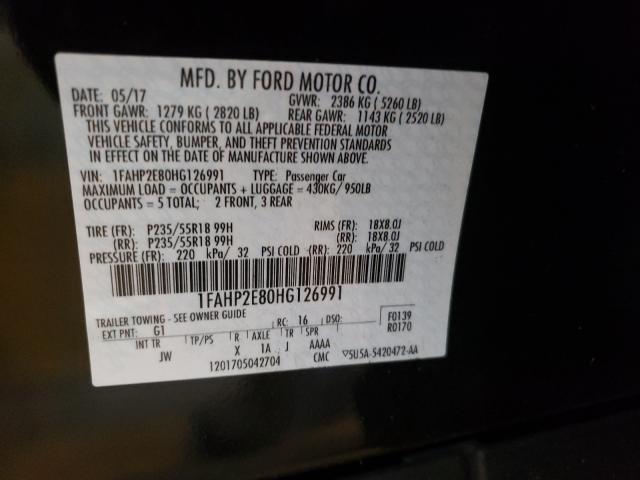 MFD. BY FORD MOTOR CO.
DATE: 05/17 GVWR: 2386 KG ( 5260 LB)
FRONT GAWR: 1279 KG ( 2820 LB) REAR GAWR: 1143 KG ( 2520 LB)
THIS VEHICLE CONFORMS TO ALL APPLICABLE FEDERAL MOTOR
VEHICLE SAFETY, BUMPER, AND THEFT PREVENTION STANDARDS
IN EFFECT ON THE DATE OF MANUFACTURE SHOWN ABOVE.
VIN: 1FAHP2E80HG126991 TYPE: Passenger Car
MAXIMUM LOAD = OCCUPANTS + LUGGAGE = 430KG/950LB
OCCUPANTS = 5 TOTAL; 2 FRONT, 3 REAR
TIRE (FR): P235/55R18 99H RIMS (FR): 18X8.0J
(RR): P235/55R18 99H (RR): 18X8.0J
PRESSURE (FR): 220 kPa/ 32 PSI COLD (RR): 220 kPa/ 32 PSI COLD
1FAHP2E80HG126991
TRAILER TOWING - SEE OWNER GUIDE
EXT PNT: G1 RC: 16 DSO: F0139
R0170
INT TR TP/PS R AXLE TR SPR
JW X 1A J AAAA
1201705042704 CMC 5U5A-5420472-AA